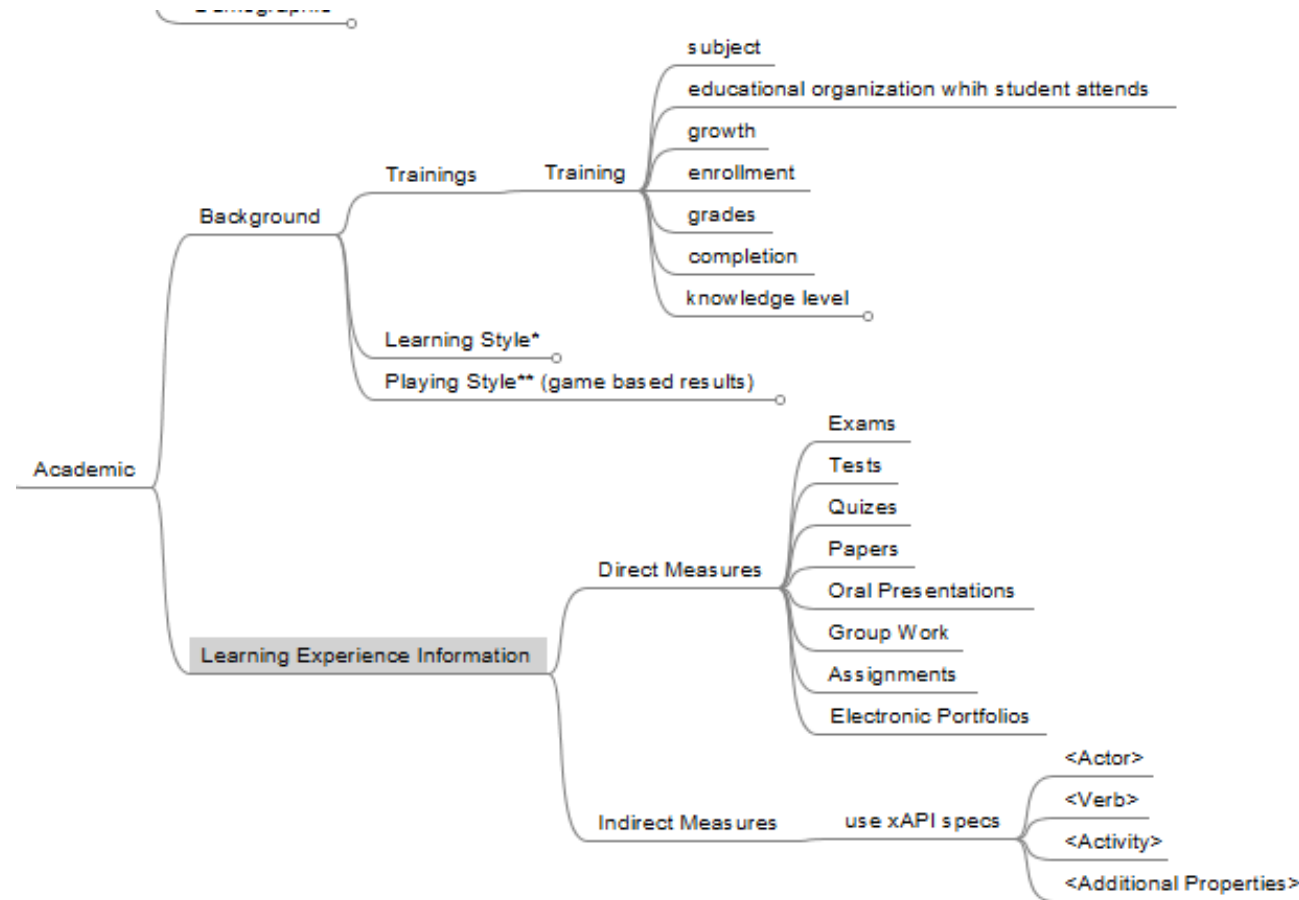 subject
educational organization whih student attends
growth
Trainings
Training
enrollment
Background
grades
completion
knowledge level
Learning Style*
Playing Style** (game based results)
Exams
Academic
Tests
Quizes
Papers
Direct Measures
Oral Presentations
Group Work
Learning Experience Information
Assignments
Electronic Portfolios
<Actor>
<Verb>
Indirect Measures
use xAPI specs
<Activity>
<Additional Properties>